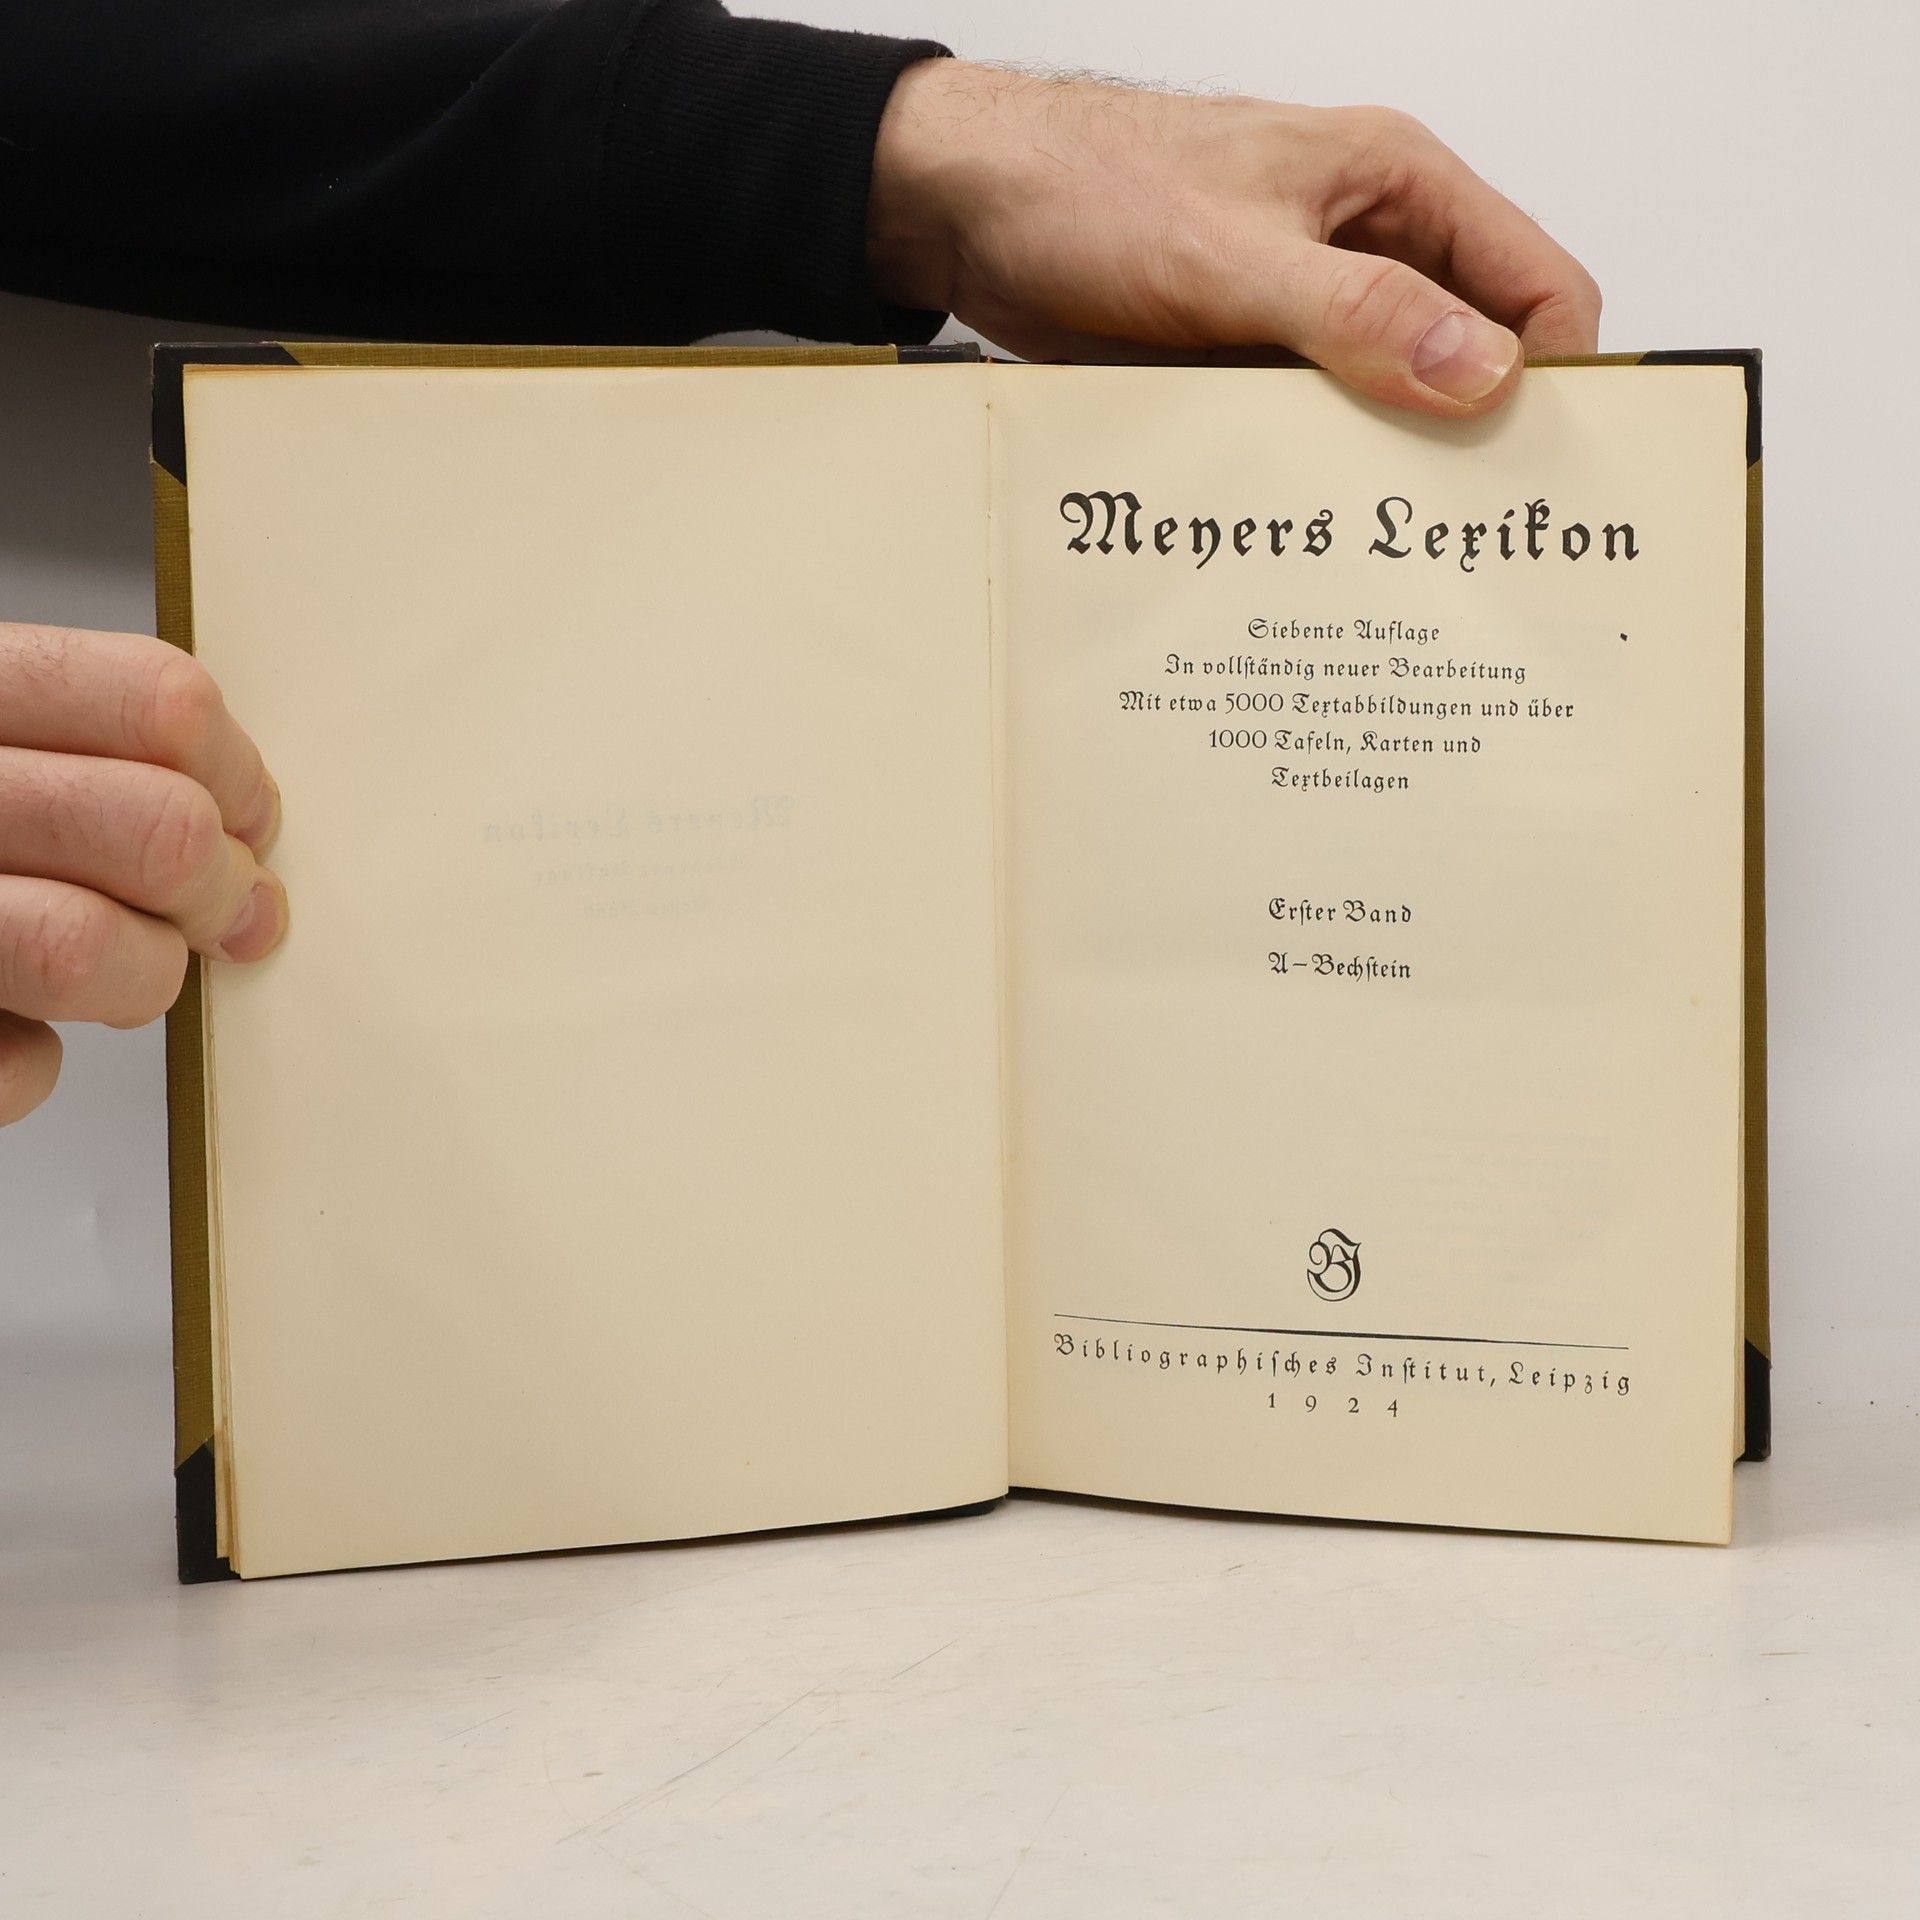 Meyers Lexikon
Siebente Auflage
In vollſtändig neuer Bearbeitung
Mit etwa 5000 Textabbildungen und über
1000 Tafeln, Karten und
Textbeilagen
Erſter Band
A–Bechſtein
BI
Bibliographiſches Inſtitut, Leipzig
1924